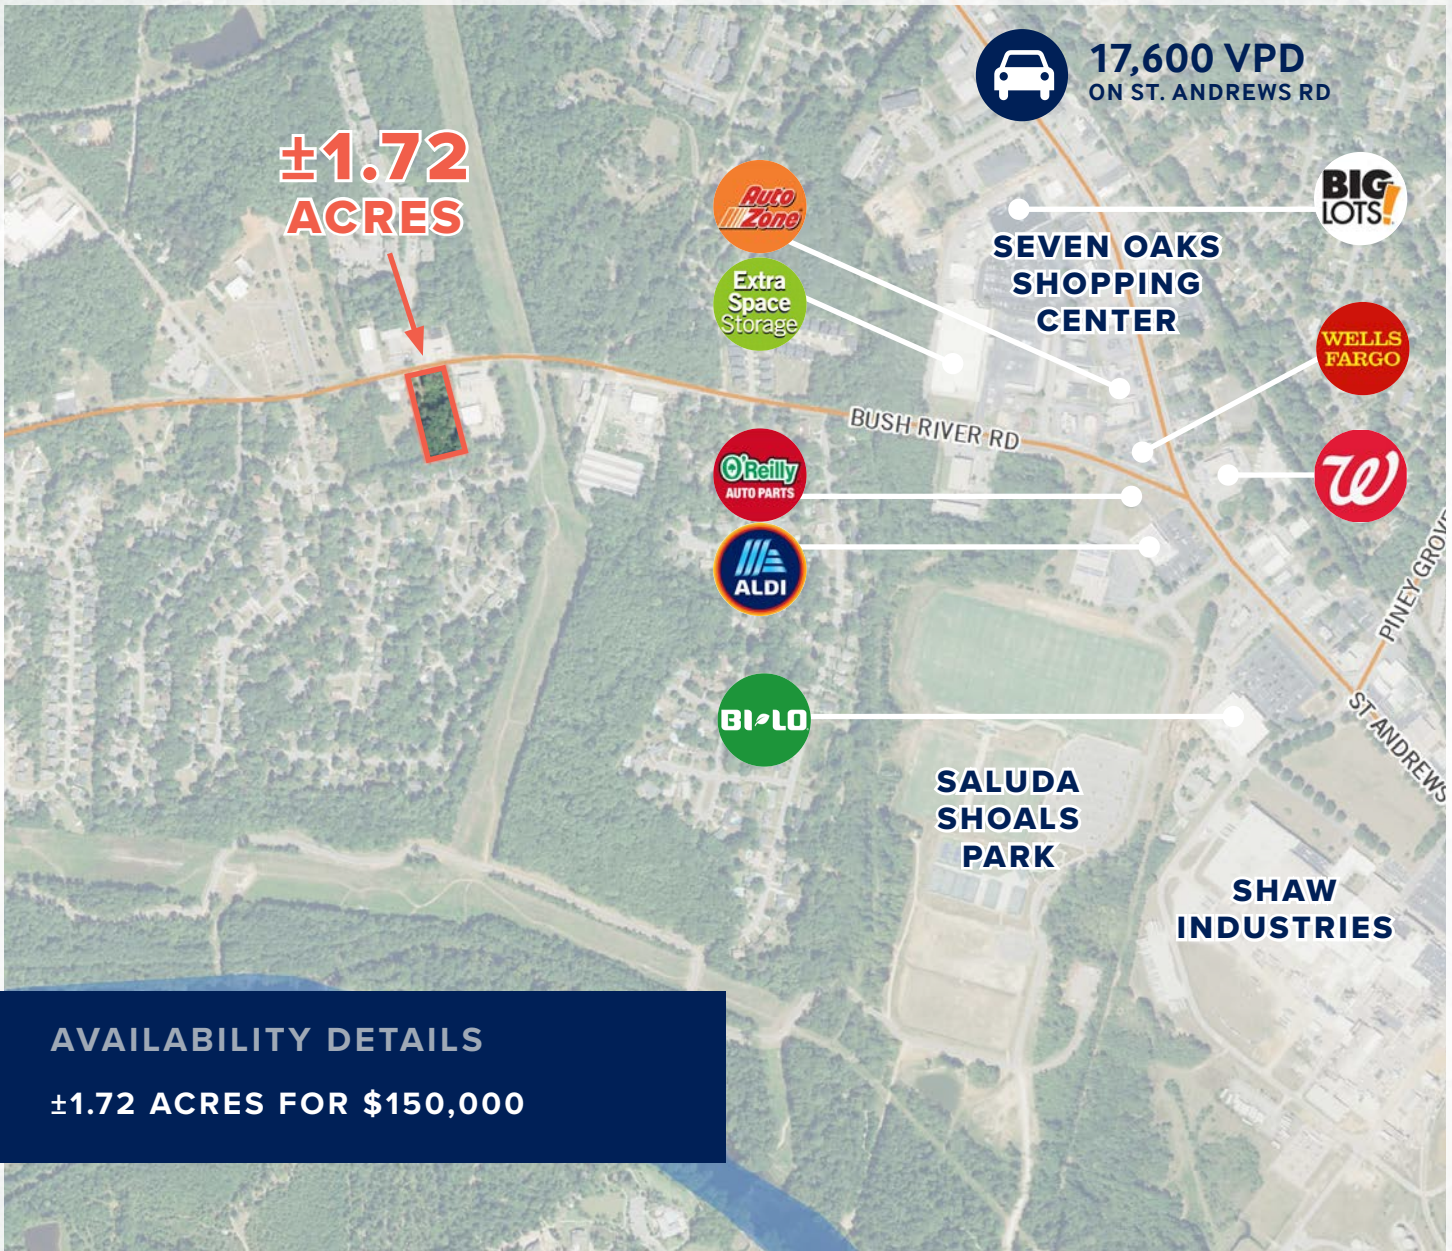 17,600 VPD
ON ST. ANDREWS RD
±1.72
ACRES
Auto
Zone
BIG
LOTS!
SEVEN OAKS
SHOPPING
CENTER
Extra
Space
Storage
WELLS
FARGO
BUSH RIVER RD
O'Reilly
AUTO PARTS
W
ALDI
PINEY GROVE
BI-LO
ST ANDREWS
SALUDA
SHOALS
PARK
SHAW
INDUSTRIES
AVAILABILITY DETAILS
±1.72 ACRES FOR $150,000